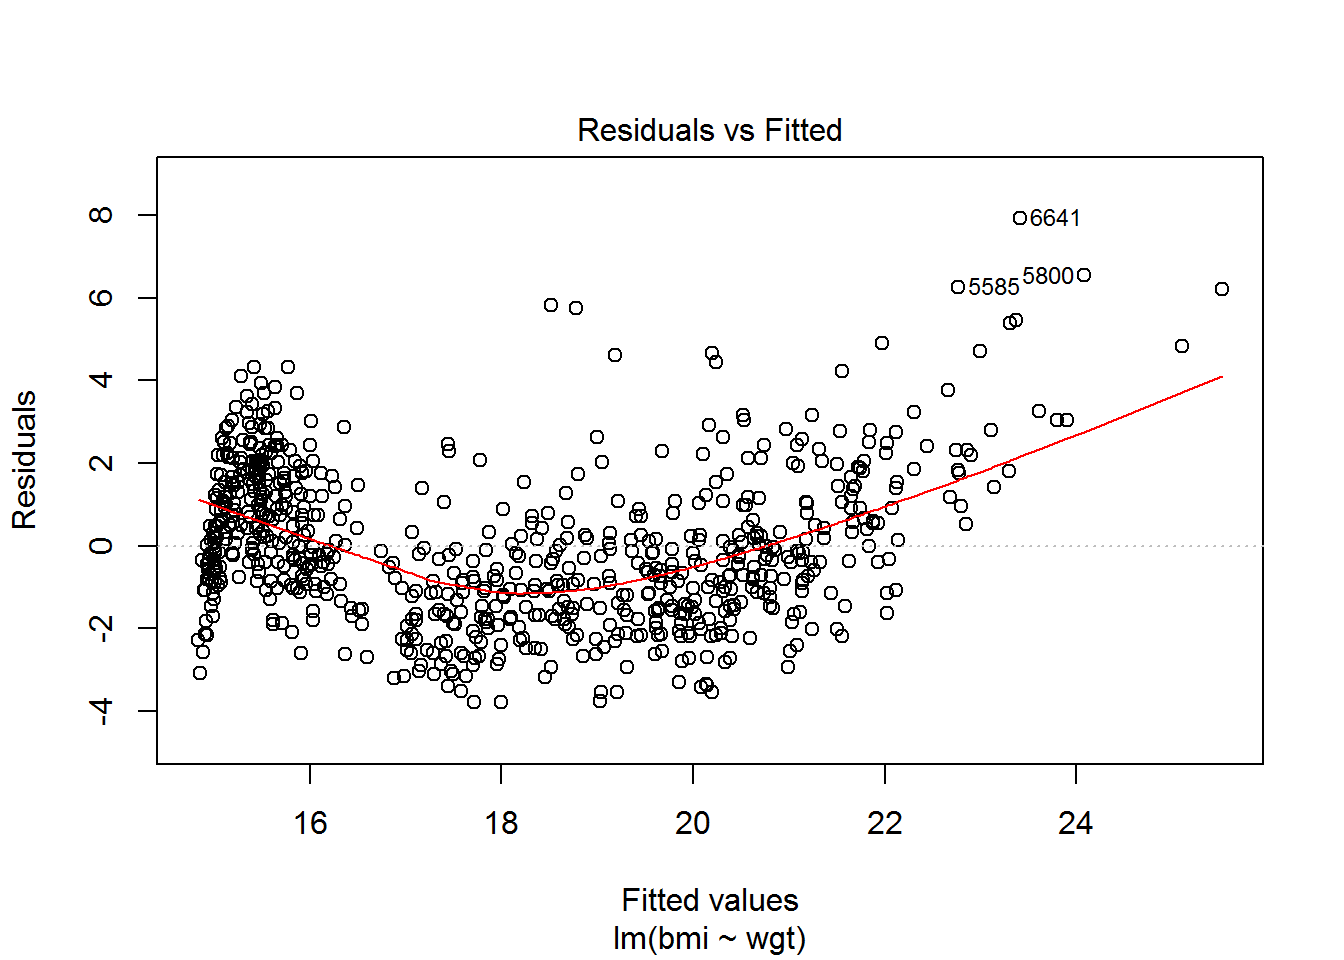 Residuals vs Fitted
Residuals
8
6
4
2
0
-2
-4
6641
5800
5585
16 18 20 22 24
Fitted values
lm(bmi ~ wgt)